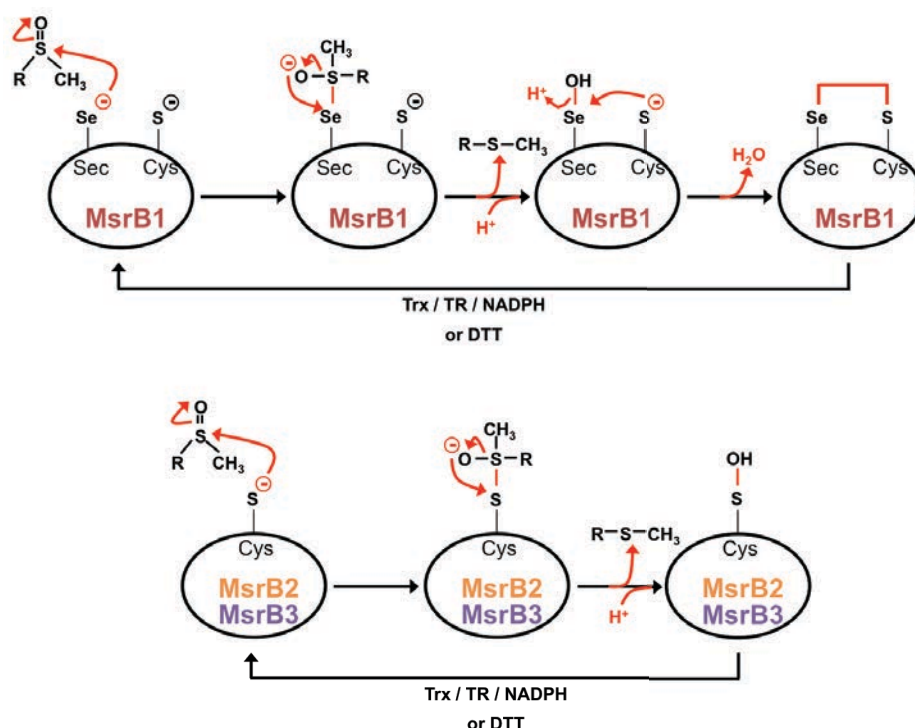 O
S
R
CH₃
⊖
Se
⊖
S
Sec
Cys
MsrB1
CH₃
⊖
O
S
R
Se
⊖
S
Sec
Cys
MsrB1
R-S-CH₃
H⁺
OH
H⁺
Se
⊖
S
Sec
Cys
MsrB1
H₂O
Se
S
Sec
Cys
MsrB1
Trx / TR / NADPH
or DTT
O
S
R
CH₃
⊖
S
Cys
MsrB2
MsrB3
CH₃
⊖
O
S
R
S
Cys
MsrB2
MsrB3
R-S-CH₃
H⁺
OH
S
Cys
MsrB2
MsrB3
Trx / TR / NADPH
or DTT